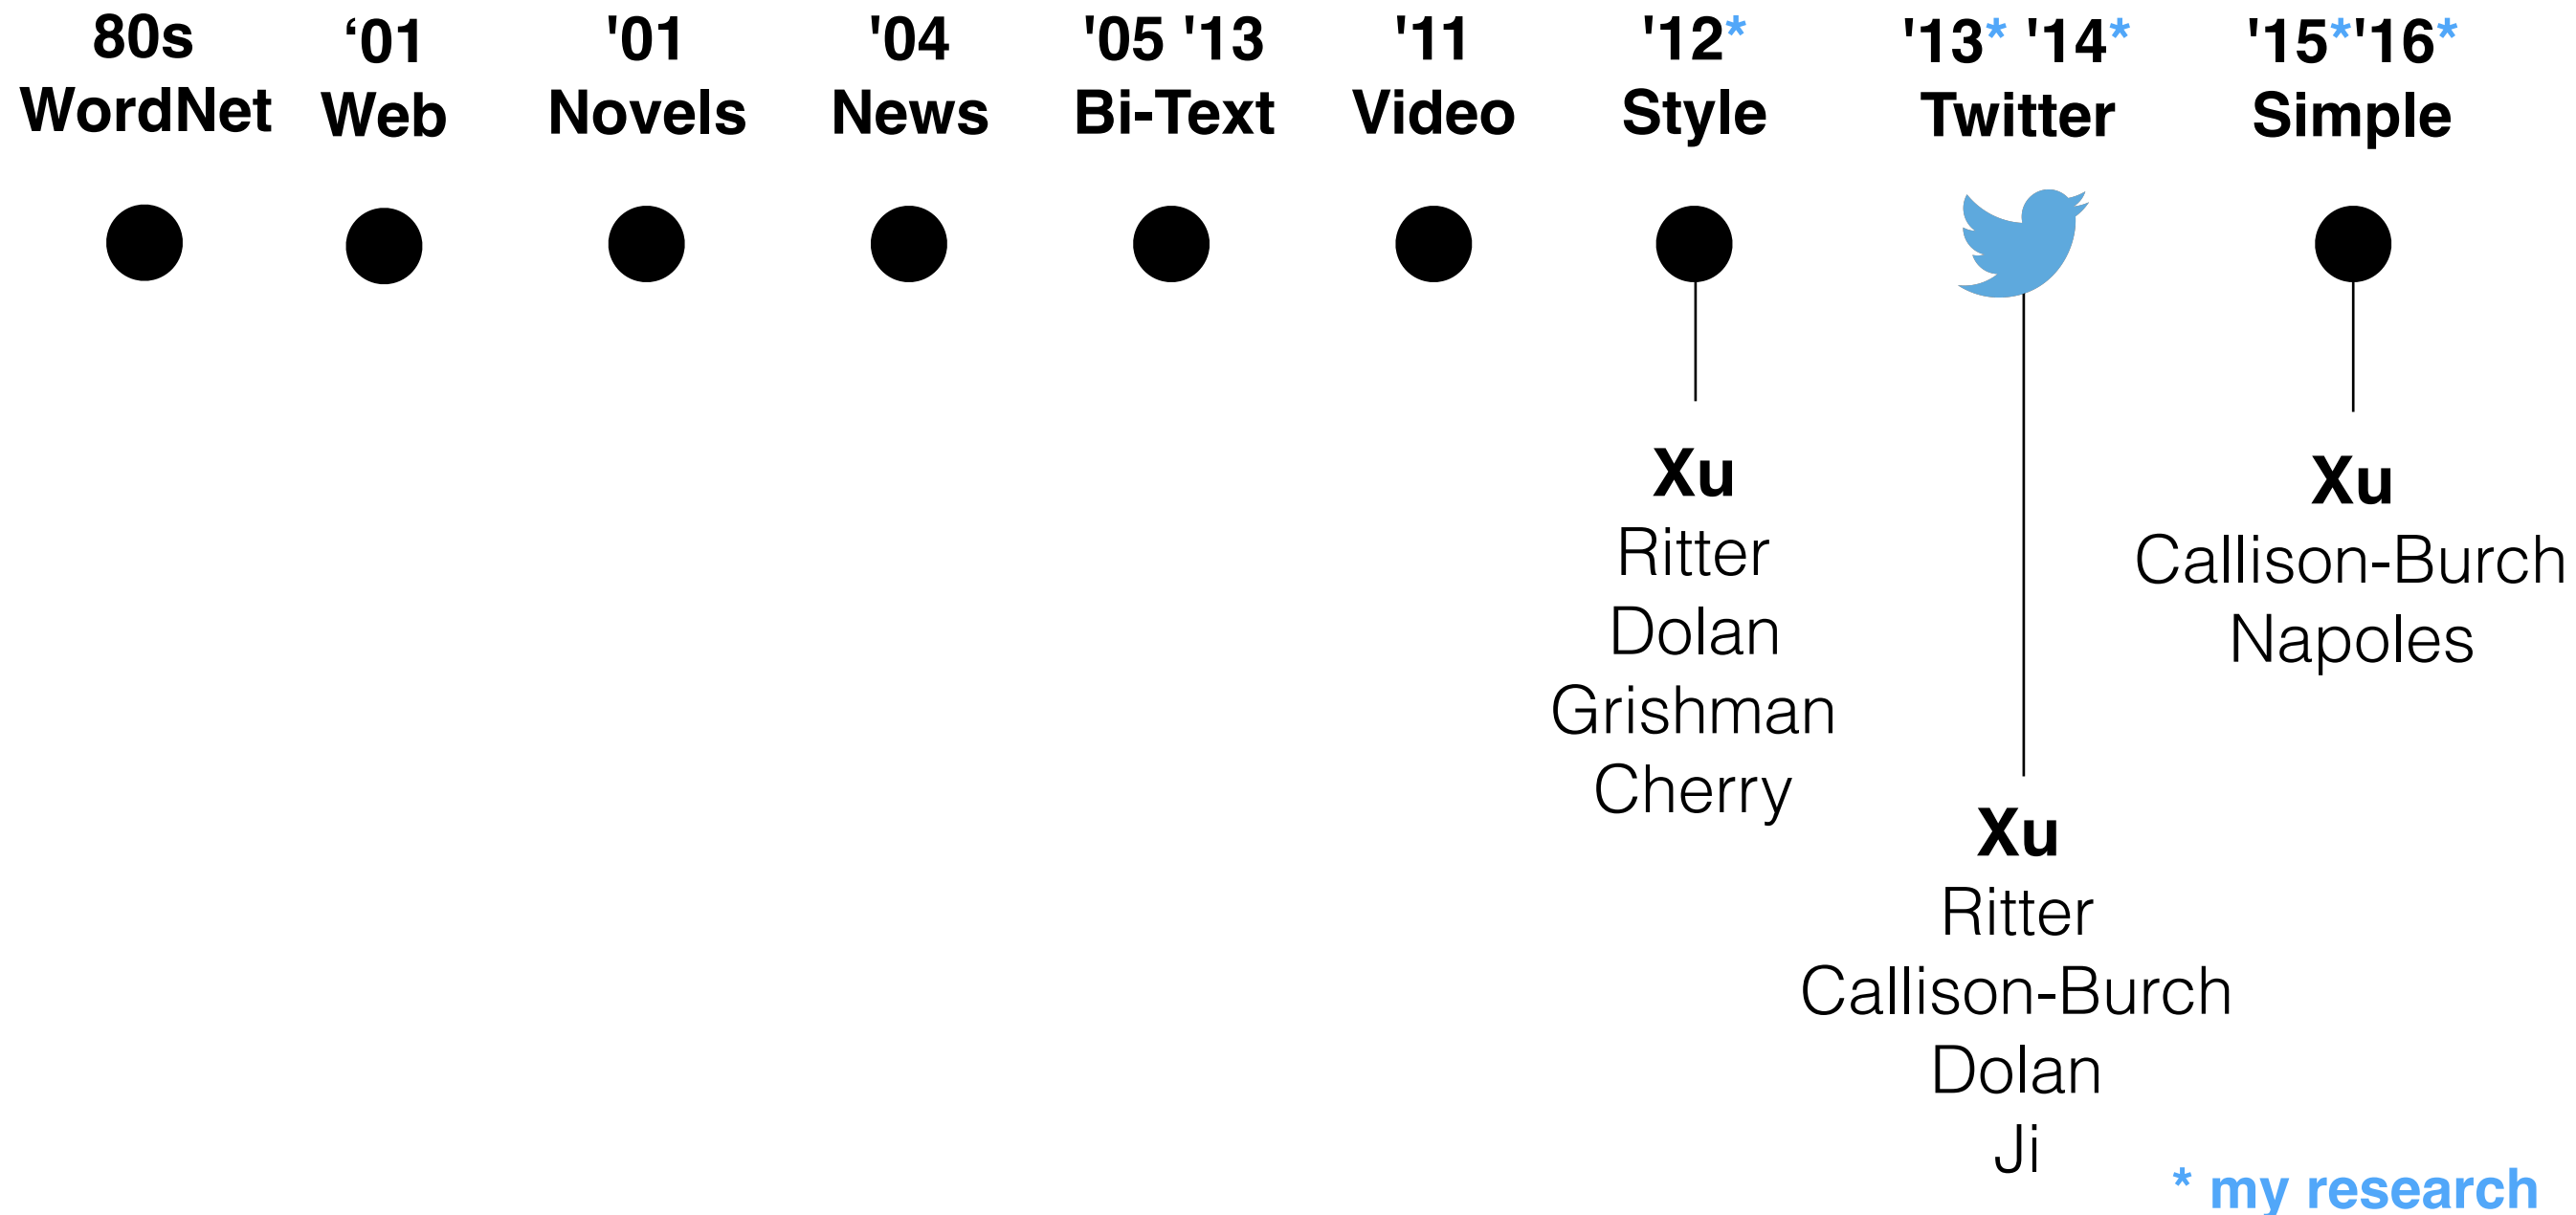 80s
WordNet
‘01
Web
'01
Novels
'04
News
'05 '13
Bi-Text
'11
Video
'12*
Style
'13* '14*
Twitter
'15*'16*
Simple
Xu
Ritter
Dolan
Grishman
Cherry
Xu
Ritter
Callison-Burch
Dolan
Ji
Xu
Callison-Burch
Napoles
* my research